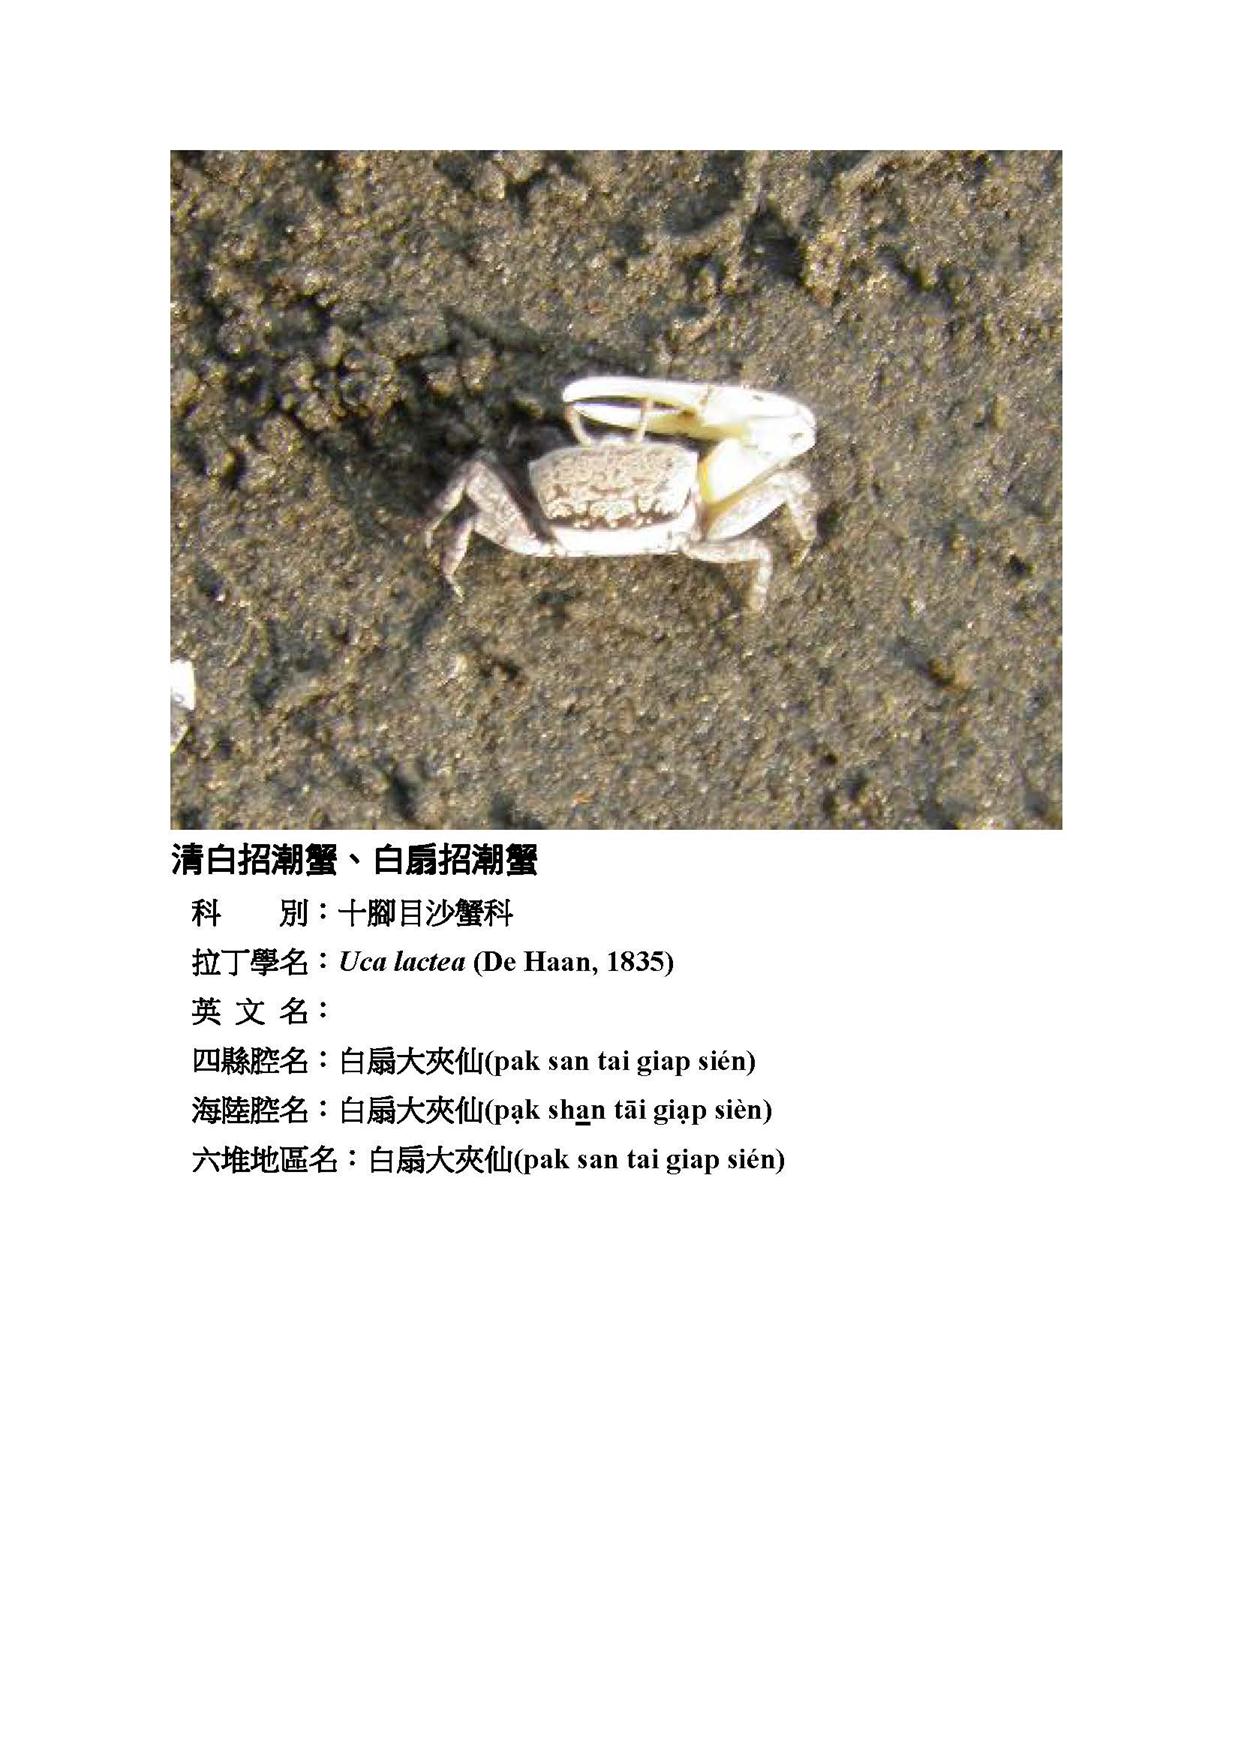 清白招潮蟹、白扇招潮蟹
科　　別：十腳目沙蟹科
拉丁學名：Uca lactea (De Haan, 1835)
英 文 名：
四縣腔名：白扇大夾仙(pak san tai giap sién)
海陸腔名：白扇大夾仙(pạk sha̲n tāi giạp sièn)
六堆地區名：白扇大夾仙(pak san tai giap sién)